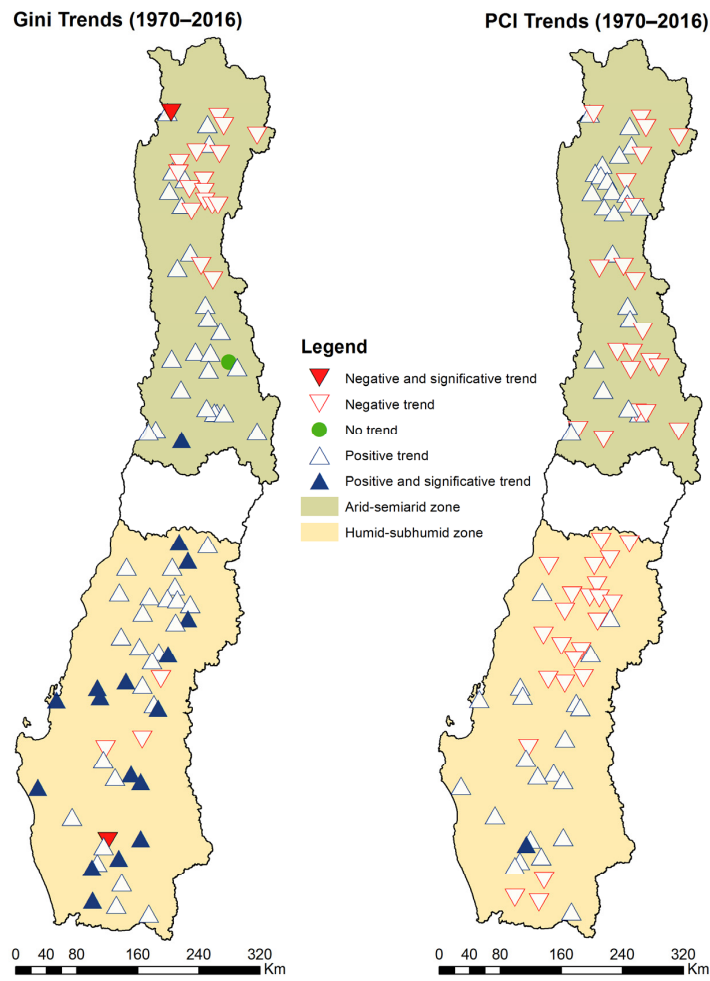 Gini Trends (1970–2016)
PCI Trends (1970–2016)
Legend
Negative and significative trend
Negative trend
No trend
Positive trend
Positive and significative trend
Arid-semiarid zone
Humid-subhumid zone
0 40 80 160 240 320
Km
0 40 80 160 240 320
Km